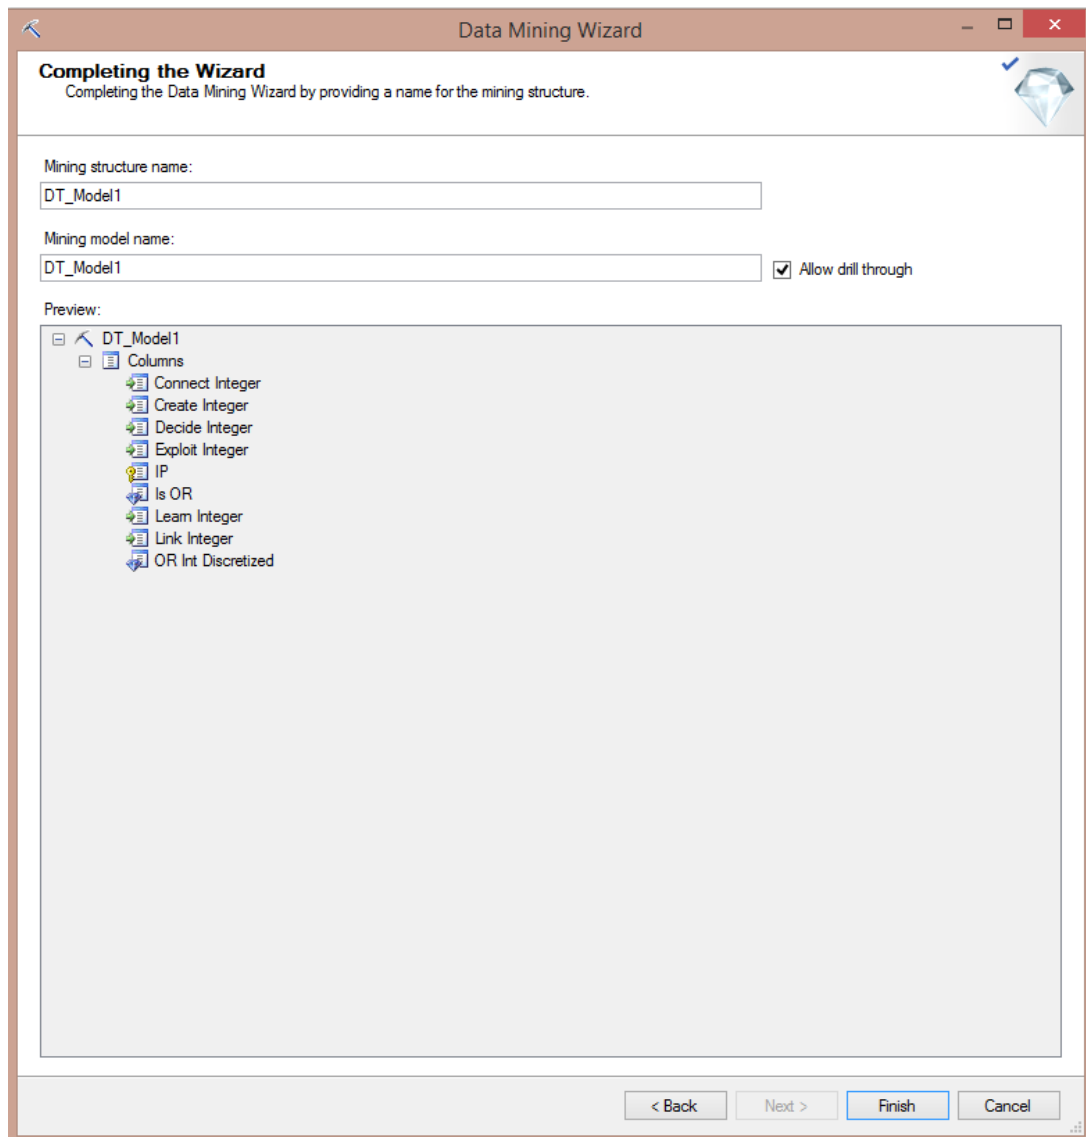 Data Mining Wizard
Completing the Wizard
Completing the Data Mining Wizard by providing a name for the mining structure.
Mining structure name:
DT_Model1
Mining model name:
DT_Model1
Allow drill through
Preview:
DT_Model1
Columns
Connect Integer
Create Integer
Decide Integer
Exploit Integer
IP
Is OR
Learn Integer
Link Integer
OR Int Discretized
< Back Next > Finish Cancel